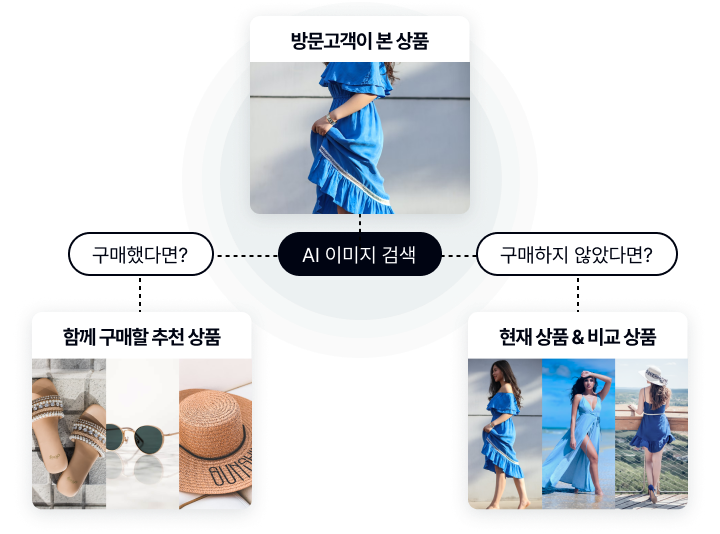 방문고객이 본 상품
구매했다면?
AI 이미지 검색
구매하지 않았다면?
함께 구매할 추천 상품
현재 상품 & 비교 상품